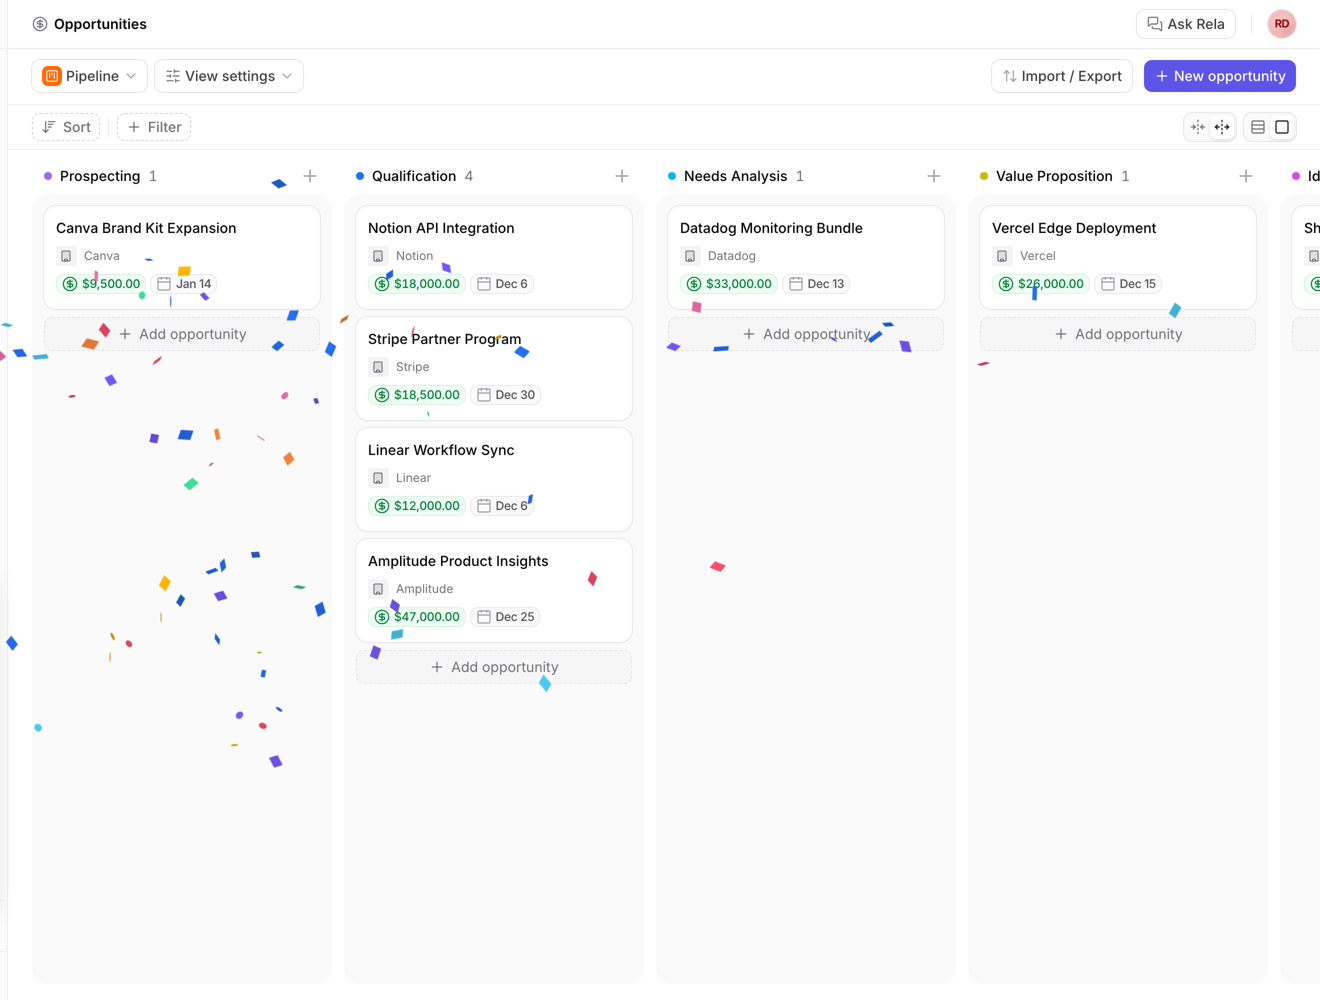 Opportunities
Ask Rela
RD
Pipeline
View settings
Import / Export
New opportunity
Sort
Filter
Prospecting 1
Canva Brand Kit Expansion
Canva
$9,500.00
Jan 14
Add opportunity
Qualification 4
Notion API Integration
Notion
$18,000.00
Dec 6
Stripe Partner Program
Stripe
$18,500.00
Dec 30
Linear Workflow Sync
Linear
$12,000.00
Dec 6
Amplitude Product Insights
Amplitude
$47,000.00
Dec 25
Add opportunity
Needs Analysis 1
Datadog Monitoring Bundle
Datadog
$33,000.00
Dec 13
Add opportunity
Value Proposition 1
Vercel Edge Deployment
Vercel
$26,000.00
Dec 15
Add opportunity
Id
Sh